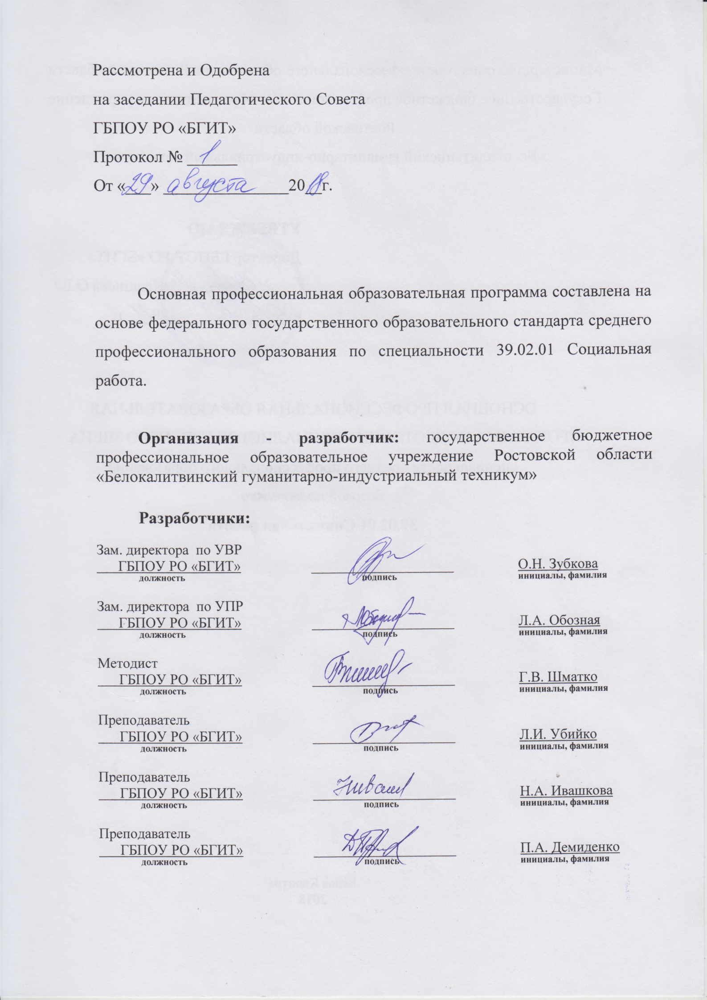 Рассмотрена и Одобрена
на заседании Педагогического Совета
ГБПОУ РО «БГИТ»
Протокол № 1
От «29» августа 2018г.
Основная профессиональная образовательная программа составлена на
основе федерального государственного образовательного стандарта среднего
профессионального образования по специальности 39.02.01 Социальная
работа.
Организация - разработчик: государственное бюджетное
профессиональное образовательное учреждение Ростовской области
«Белокалитвинский гуманитарно-индустриальный техникум»
Разработчики:
Зам. директора по УВР
ГБПОУ РО «БГИТ» О.Н. Зубкова
должность подпись инициалы, фамилия
Зам. директора по УПР
ГБПОУ РО «БГИТ» Л.А. Обозная
должность подпись инициалы, фамилия
Методист
ГБПОУ РО «БГИТ» Г.В. Шматко
должность подпись инициалы, фамилия
Преподаватель
ГБПОУ РО «БГИТ» Л.И. Убийко
должность подпись инициалы, фамилия
Преподаватель
ГБПОУ РО «БГИТ» Н.А. Ивашкова
должность подпись инициалы, фамилия
Преподаватель
ГБПОУ РО «БГИТ» П.А. Демиденко
должность подпись инициалы, фамилия